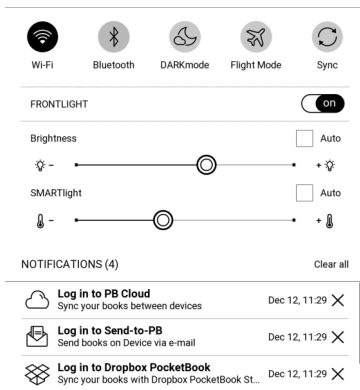 Wi-Fi Bluetooth DARKmode Flight Mode Sync
FRONTLIGHT on
Brightness Auto
- +
SMARTlight Auto
- +
NOTIFICATIONS (4) Clear all
Log in to PB Cloud
Sync your books between devices
Dec 12, 11:29
Log in to Send-to-PB
Send books on Device via e-mail
Dec 12, 11:29
Log in to Dropbox PocketBook
Sync your books with Dropbox PocketBook St...
Dec 12, 11:29